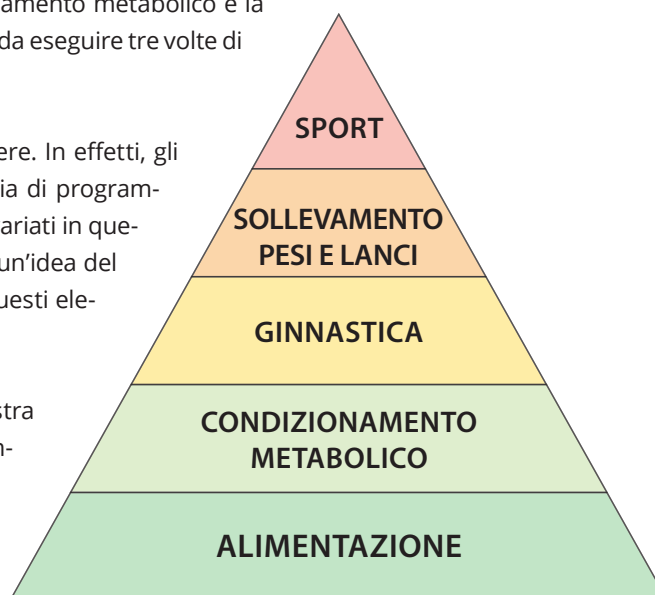 amento metabolico e la
da eseguire tre volte di
ere. In effetti, gli
ia di program-
ariati in que-
un'idea del
uesti ele-
stra
n-
SPORT
SOLLEVAMENTO
PESI E LANCI
GINNASTICA
CONDIZIONAMENTO
METABOLICO
ALIMENTAZIONE